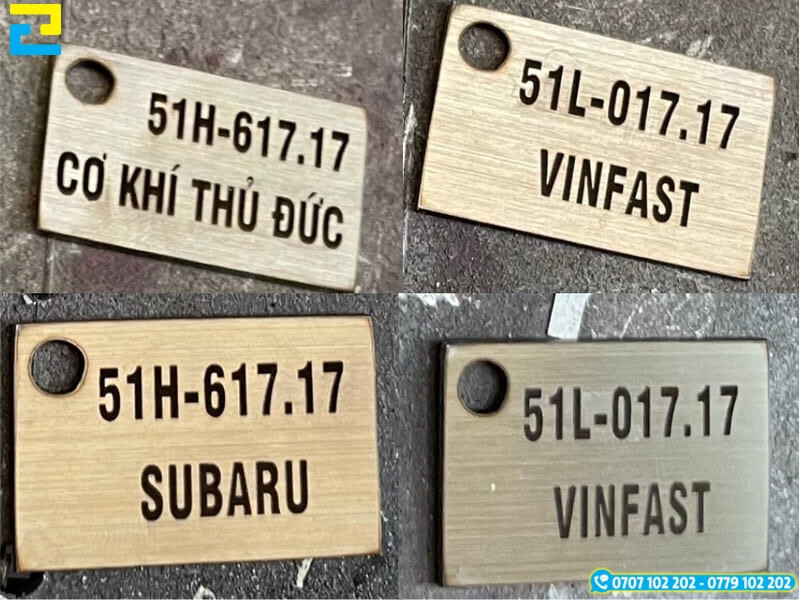 51H-617.17
CƠ KHÍ THỦ ĐỨC
51L-017.17
VINFAST
51H-617.17
SUBARU
51L-017.17
VINFAST
0707 102 202 - 0779 102 202